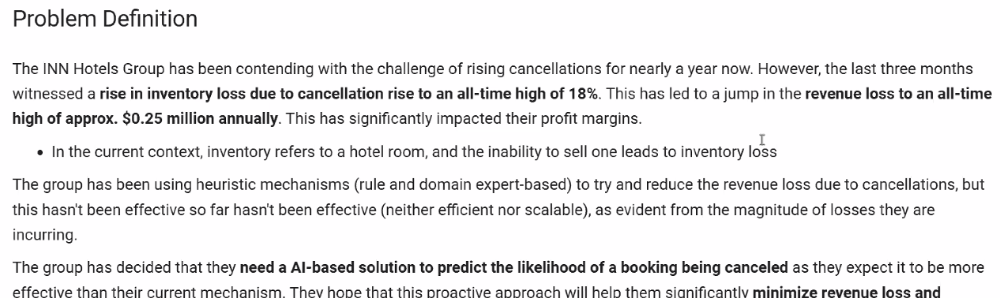 Problem Definition
The INN Hotels Group has been contending with the challenge of rising cancellations for nearly a year now. However, the last three months
witnessed a rise in inventory loss due to cancellation rise to an all-time high of 18%. This has led to a jump in the revenue loss to an all-time
high of approx. $0.25 million annually. This has significantly impacted their profit margins.
• In the current context, inventory refers to a hotel room, and the inability to sell one leads to inventory loss
The group has been using heuristic mechanisms (rule and domain expert-based) to try and reduce the revenue loss due to cancellations, but
this hasn't been effective so far hasn't been effective (neither efficient nor scalable), as evident from the magnitude of losses they are
incurring.
The group has decided that they need a AI-based solution to predict the likelihood of a booking being canceled as they expect it to be more
effective than their current mechanism. They hope that this proactive approach will help them significantly minimize revenue loss and